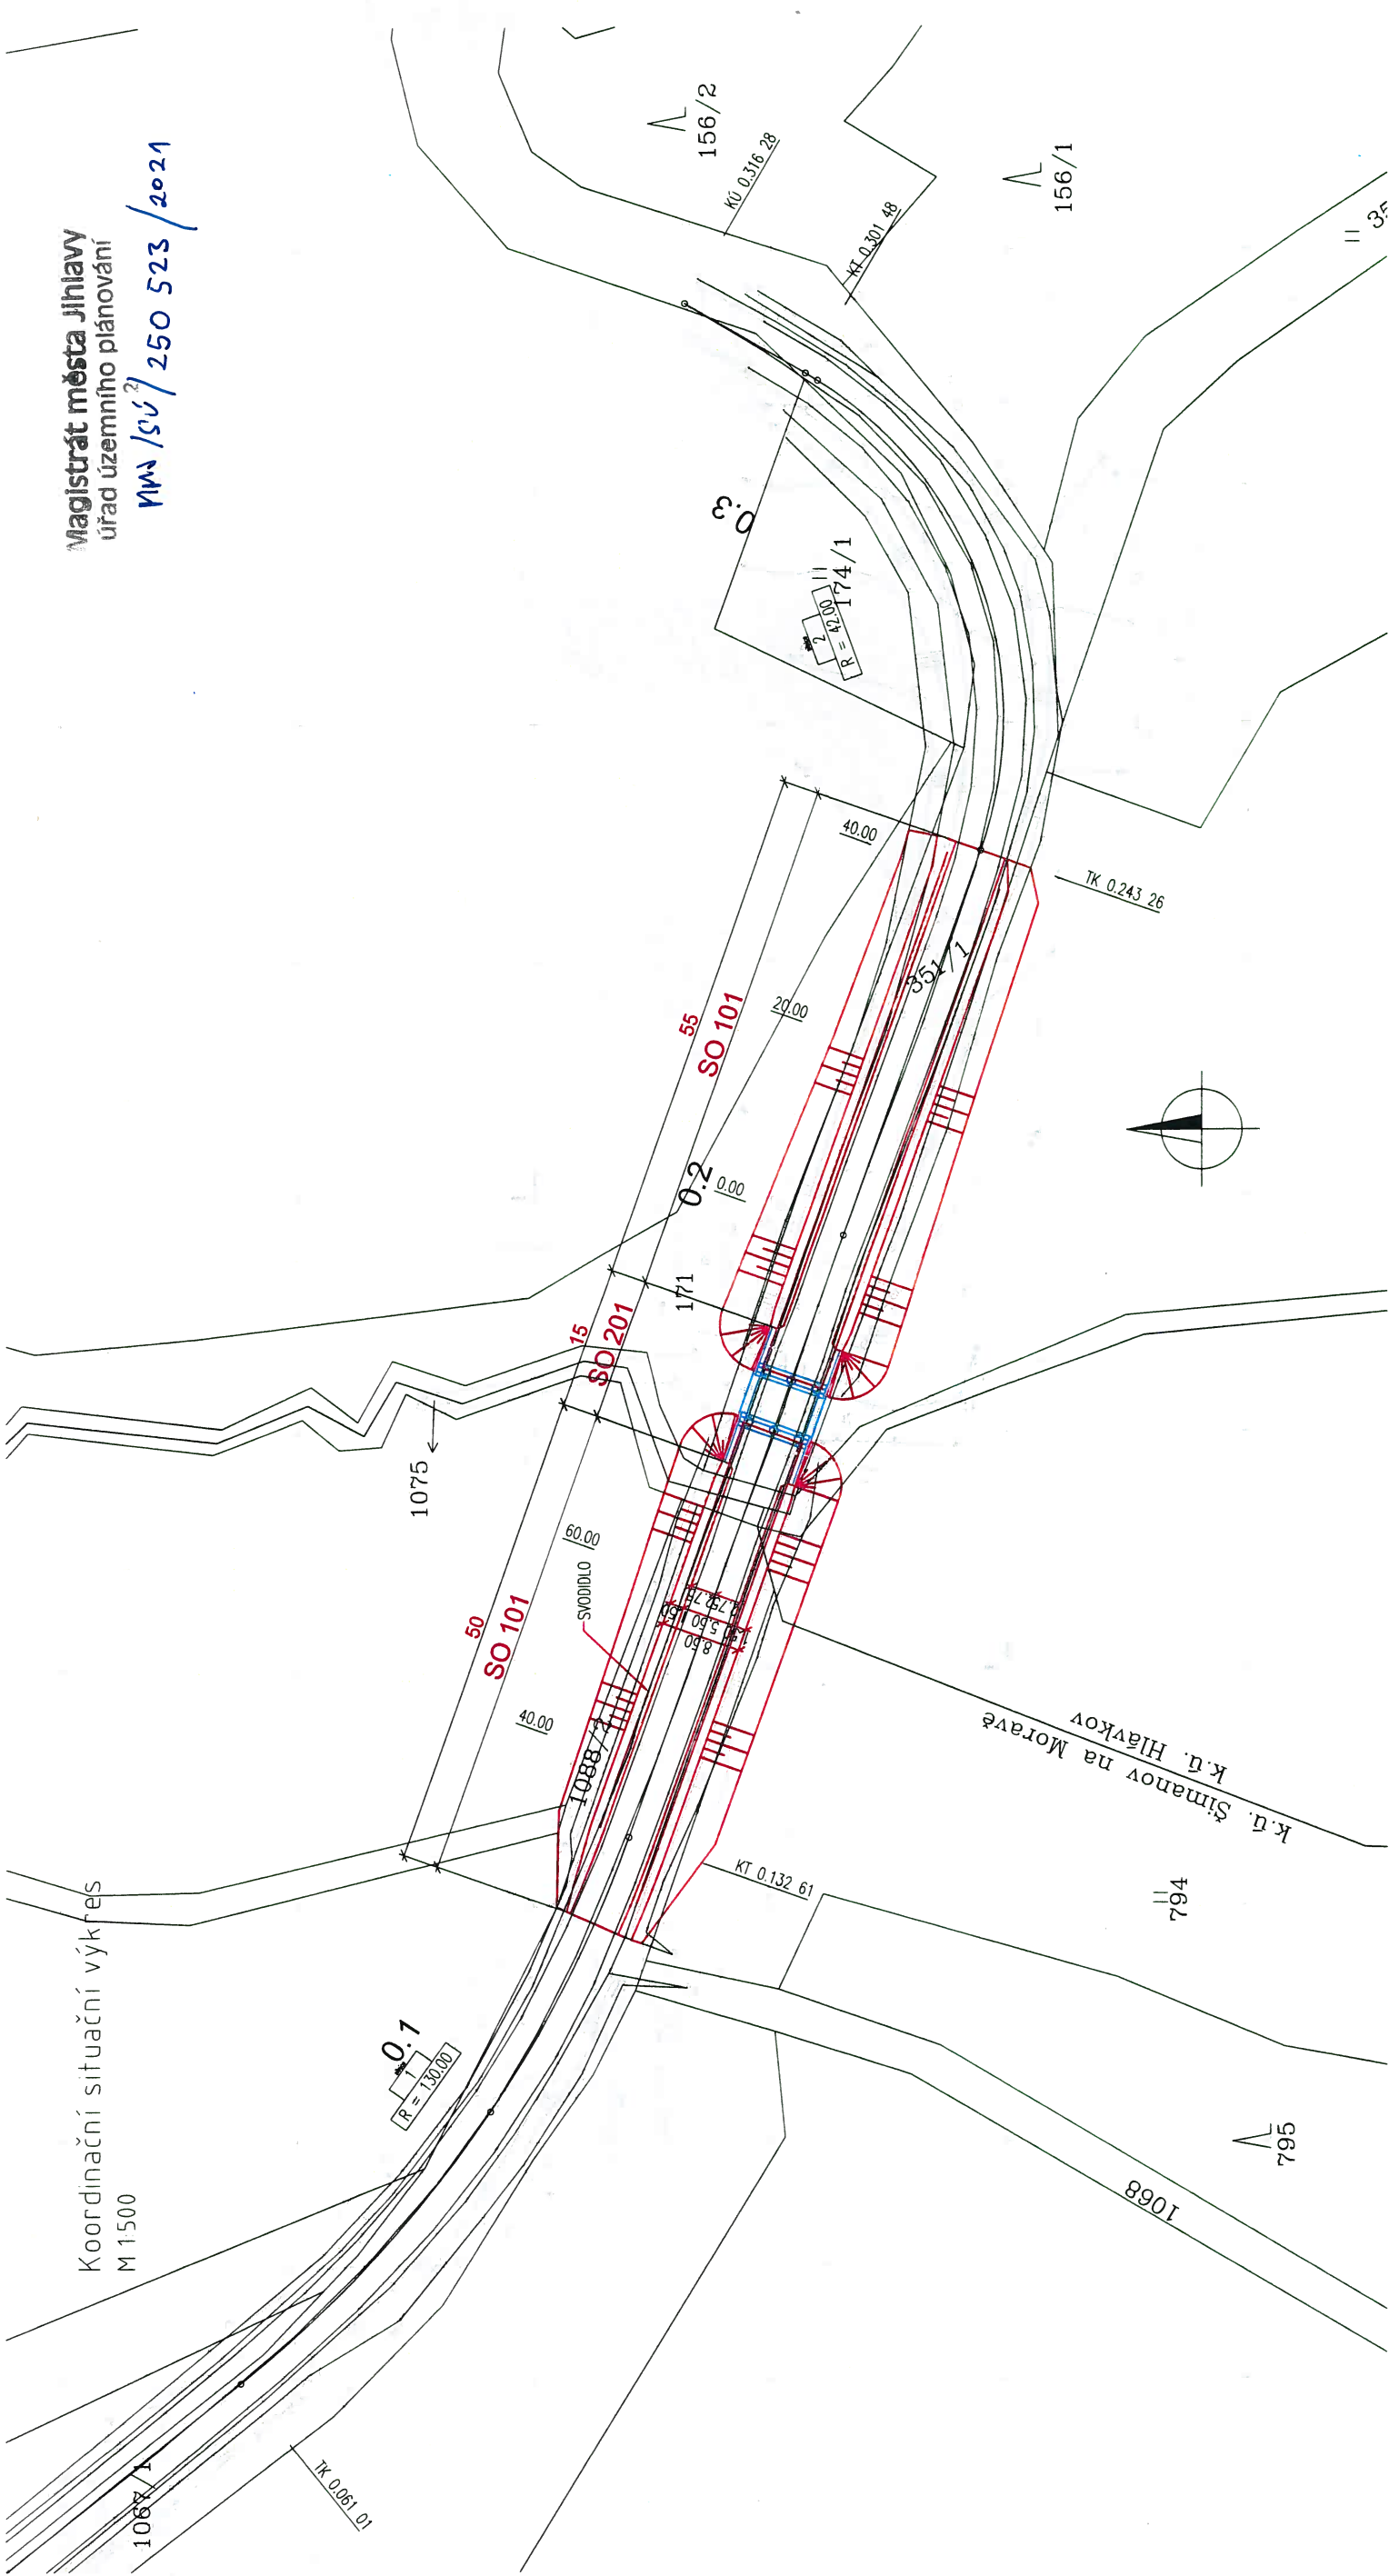 Koordinační situační výkres
M 1:500
Magistrát města Jihlavy
úřad územního plánování
250 523 / 2021
1067/1
TK 0.061 01
0.1
1
R = 130.00
KT 0.132 61
1088/2
50
SO 101
40.00
60.00
SVODIDLO
8.60
5.60
1075
15
SO 201
171
0.2
0.00
55
SO 101
20.00
40.00
351/1
TK 0.243 26
0.3
2
R = 42.00
174/1
KT 0.301 48
KÚ 0.316 28
156/2
156/1
k.ú. Šimanov na Moravě
k.ú. Hlávkov
794
795
1068